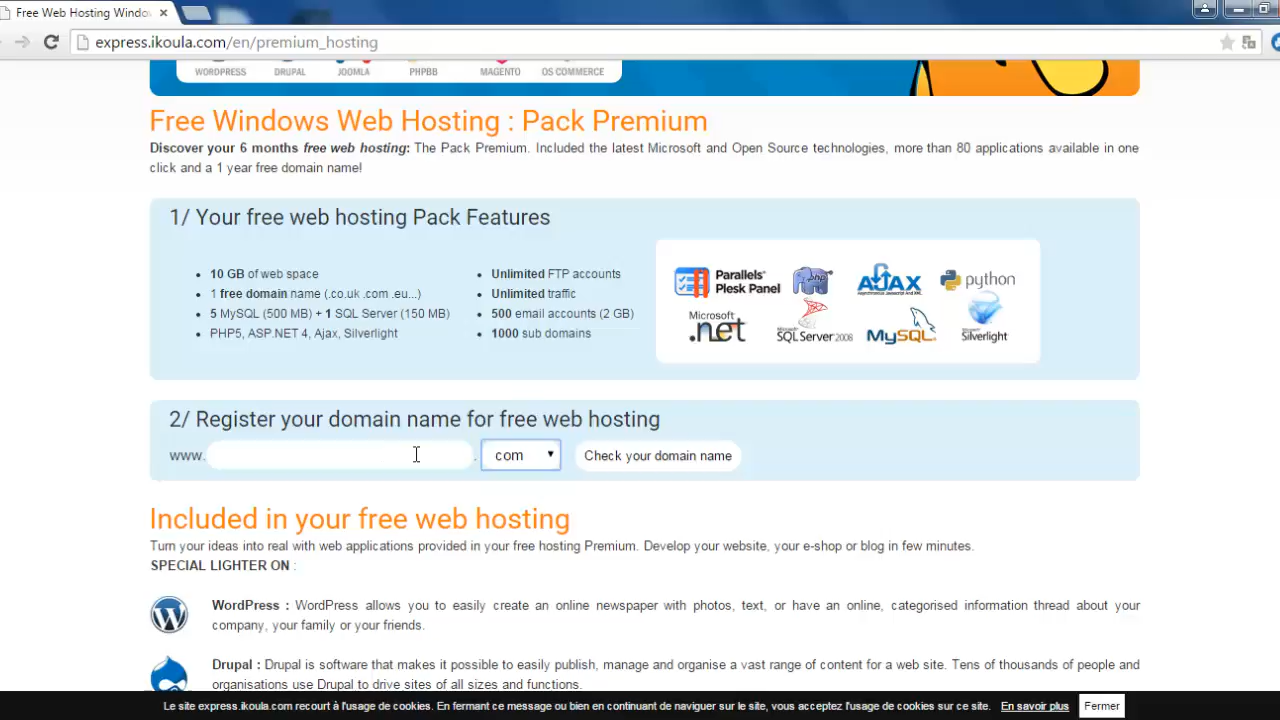 Free Web Hosting Windo
express.ikoula.com/en/premium_hosting
WORDPRESS DRUPAL JOOMLA PHPBB MAGENTO OS COMMERCE
Free Windows Web Hosting : Pack Premium
Discover your 6 months free web hosting: The Pack Premium. Included the latest Microsoft and Open Source technologies, more than 80 applications available in one
click and a 1 year free domain name!
1/ Your free web hosting Pack Features
• 10 GB of web space
• 1 free domain name (.co.uk .com .eu...)
• 5 MySQL (500 MB) + 1 SQL Server (150 MB)
• PHP5, ASP.NET 4, Ajax, Silverlight
• Unlimited FTP accounts
• Unlimited traffic
• 500 email accounts (2 GB)
• 1000 sub domains
Parallels® Plesk Panel php AJAX python
Asynchronous Javascript And XML
Microsoft .net SQL Server 2008 MySQL Silverlight
2/ Register your domain name for free web hosting
www. . com Check your domain name
Included in your free web hosting
Turn your ideas into real with web applications provided in your free hosting Premium. Develop your website, your e-shop or blog in few minutes.
SPECIAL LIGHTER ON :
WordPress : WordPress allows you to easily create an online newspaper with photos, text, or have an online, categorised information thread about your
company, your family or your friends.
Drupal : Drupal is software that makes it possible to easily publish, manage and organise a vast range of content for a web site. Tens of thousands of people and
organisations use Drupal to drive sites of all sizes and functions.
Le site express.ikoula.com recourt à l'usage de cookies. En fermant ce message ou bien en continuant de naviguer sur le site, vous acceptez l'usage de cookies sur ce site. En savoir plus Fermer